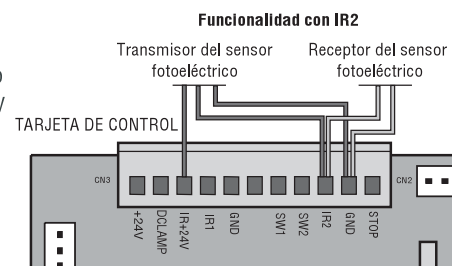 Funcionalidad con IR2
Transmisor del sensor
fotoeléctrico
Receptor del sensor
fotoeléctrico
TARJETA DE CONTROL
CN3
CN2
+24V
DCLAMP
IR+24V
IR1
GND
SW1
SW2
IR2
GND
STOP